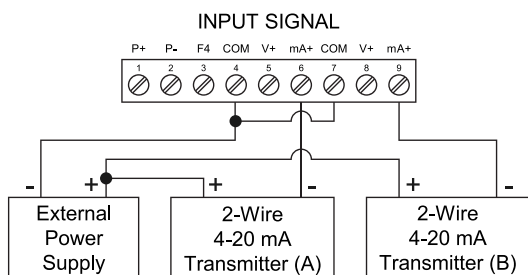 INPUT SIGNAL
P+ P- F4 COM V+ mA+ COM V+ mA+
1 2 3 4 5 6 7 8 9
- + + - + -
External
Power
Supply
2-Wire
4-20 mA
Transmitter (A)
2-Wire
4-20 mA
Transmitter (B)